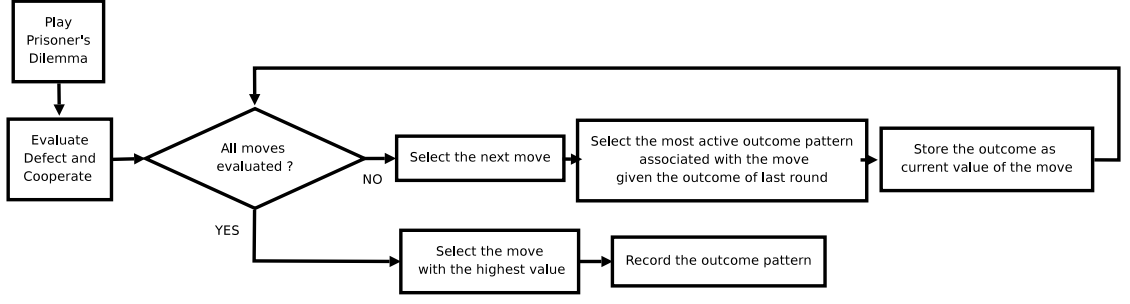 Play
Prisoner's
Dilemma
Evaluate
Defect and
Cooperate
All moves
evaluated ?
NO
Select the next move
Select the most active outcome pattern
associated with the move
given the outcome of last round
Store the outcome as
current value of the move
YES
Select the move
with the highest value
Record the outcome pattern